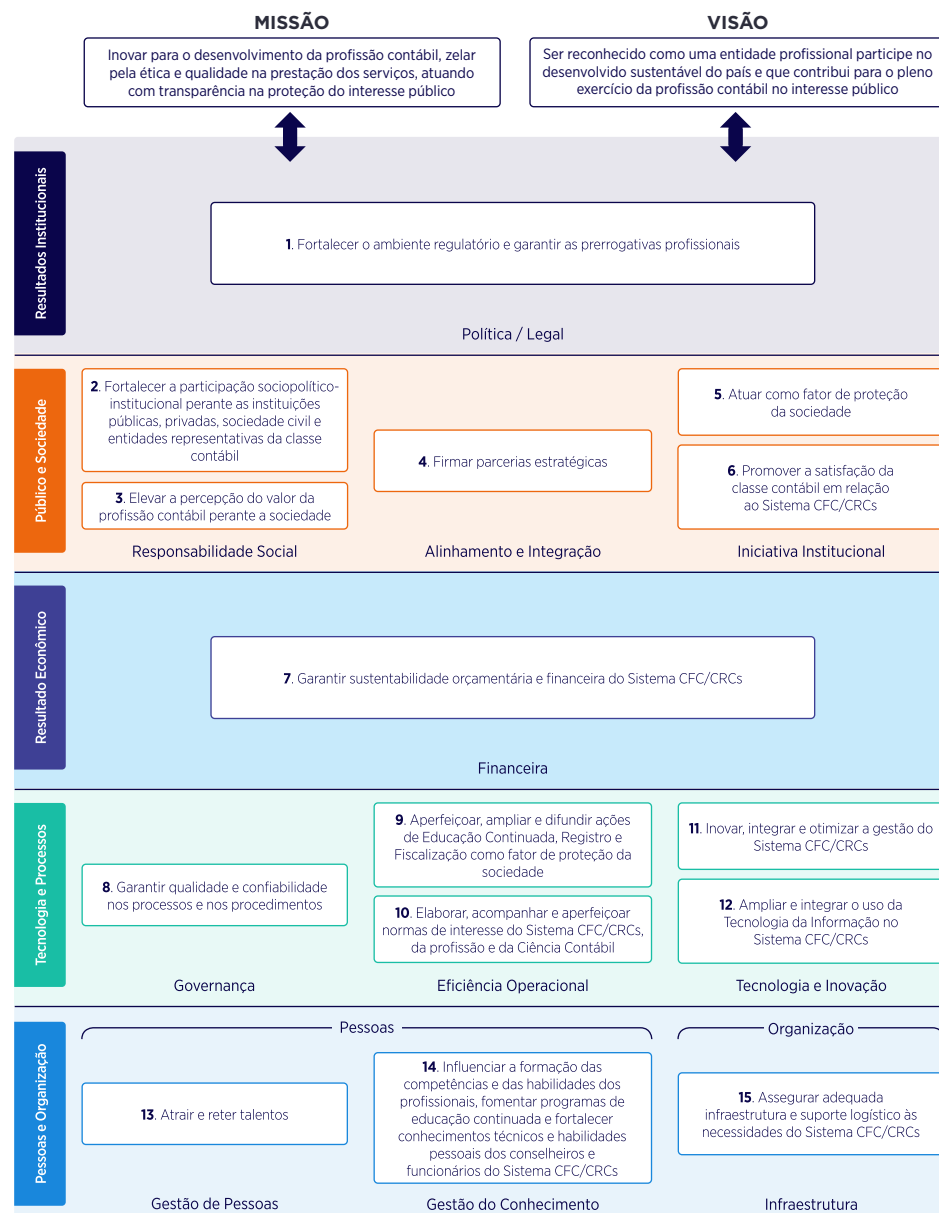 MISSÃO
Inovar para o desenvolvimento da profissão contábil, zelar
pela ética e qualidade na prestação dos serviços, atuando
com transparência na proteção do interesse público
VISÃO
Ser reconhecido como uma entidade profissional participe no
desenvolvido sustentável do país e que contribui para o pleno
exercício da profissão contábil no interesse público
Resultados Institucionais
1. Fortalecer o ambiente regulatório e garantir as prerrogativas profissionais
Política / Legal
Público e Sociedade
2. Fortalecer a participação sociopolítico-
institucional perante as instituições
públicas, privadas, sociedade civil e
entidades representativas da classe
contábil
3. Elevar a percepção do valor da
profissão contábil perante a sociedade
Responsabilidade Social
4. Firmar parcerias estratégicas
Alinhamento e Integração
5. Atuar como fator de proteção
da sociedade
6. Promover a satisfação da
classe contábil em relação
ao Sistema CFC/CRCs
Iniciativa Institucional
Resultado Econômico
7. Garantir sustentabilidade orçamentária e financeira do Sistema CFC/CRCs
Financeira
Tecnologia e Processos
8. Garantir qualidade e confiabilidade
nos processos e nos procedimentos
Governança
9. Aperfeiçoar, ampliar e difundir ações
de Educação Continuada, Registro e
Fiscalização como fator de proteção da
sociedade
10. Elaborar, acompanhar e aperfeiçoar
normas de interesse do Sistema CFC/CRCs,
da profissão e da Ciência Contábil
Eficiência Operacional
11. Inovar, integrar e otimizar a gestão do
Sistema CFC/CRCs
12. Ampliar e integrar o uso da
Tecnologia da Informação no
Sistema CFC/CRCs
Tecnologia e Inovação
Pessoas e Organização
Pessoas
13. Atrair e reter talentos
Gestão de Pessoas
14. Influenciar a formação das
competências e das habilidades dos
profissionais, fomentar programas de
educação continuada e fortalecer
conhecimentos técnicos e habilidades
pessoais dos conselheiros e
funcionários do Sistema CFC/CRCs
Gestão do Conhecimento
Organização
15. Assegurar adequada
infraestrutura e suporte logístico às
necessidades do Sistema CFC/CRCs
Infraestrutura